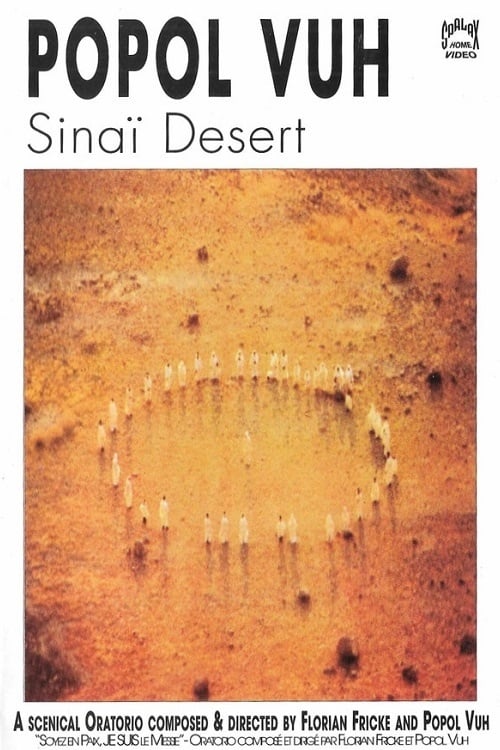 POPOL VUH
SPALAX
HOME
VIDEO
Sinaï Desert
A SCENICAL ORATORIO COMPOSED & DIRECTED BY FLORIAN FRICKE AND POPOL VUH
"SOYEZ EN PAIX, JE SUIS LE MESSE" - ORATORIO COMPOSÉ ET DIRIGÉ PAR FLORIAN FRICKE ET POPOL VUH